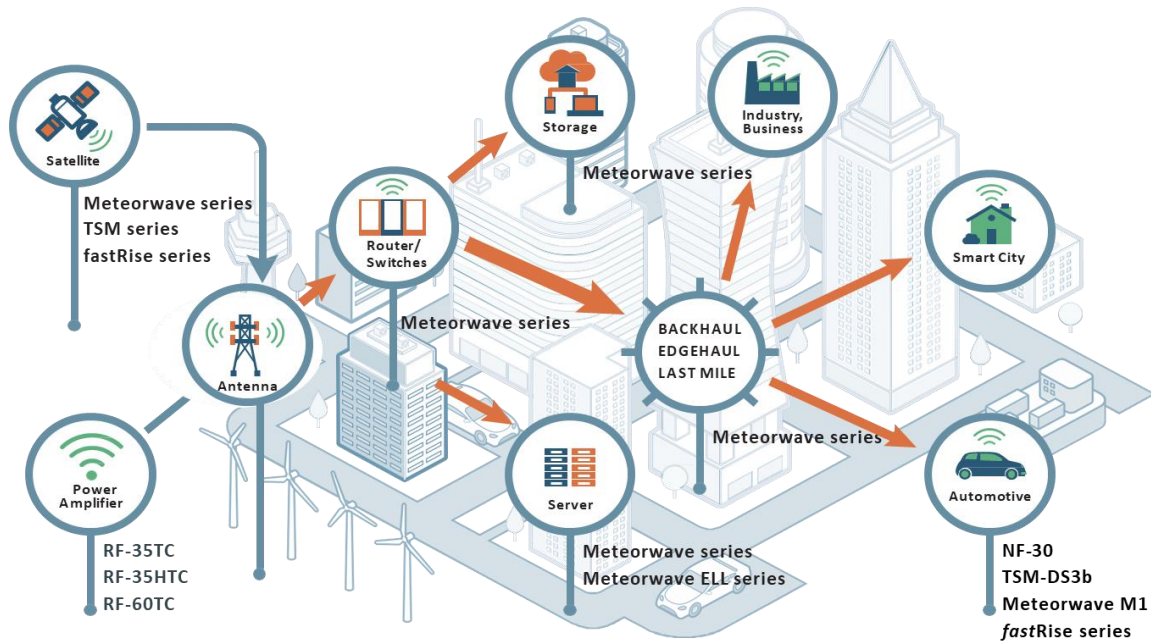 Satellite
Meteorwave series
TSM series
fastRise series
Storage
Meteorwave series
Industry,
Business
Router/
Switches
Meteorwave series
Smart City
Antenna
BACKHAUL
EDGEHAUL
LAST MILE
Meteorwave series
Power
Amplifier
RF-35TC
RF-35HTC
RF-60TC
Server
Meteorwave series
Meteorwave ELL series
Automotive
NF-30
TSM-DS3b
Meteorwave M1
fastRise series